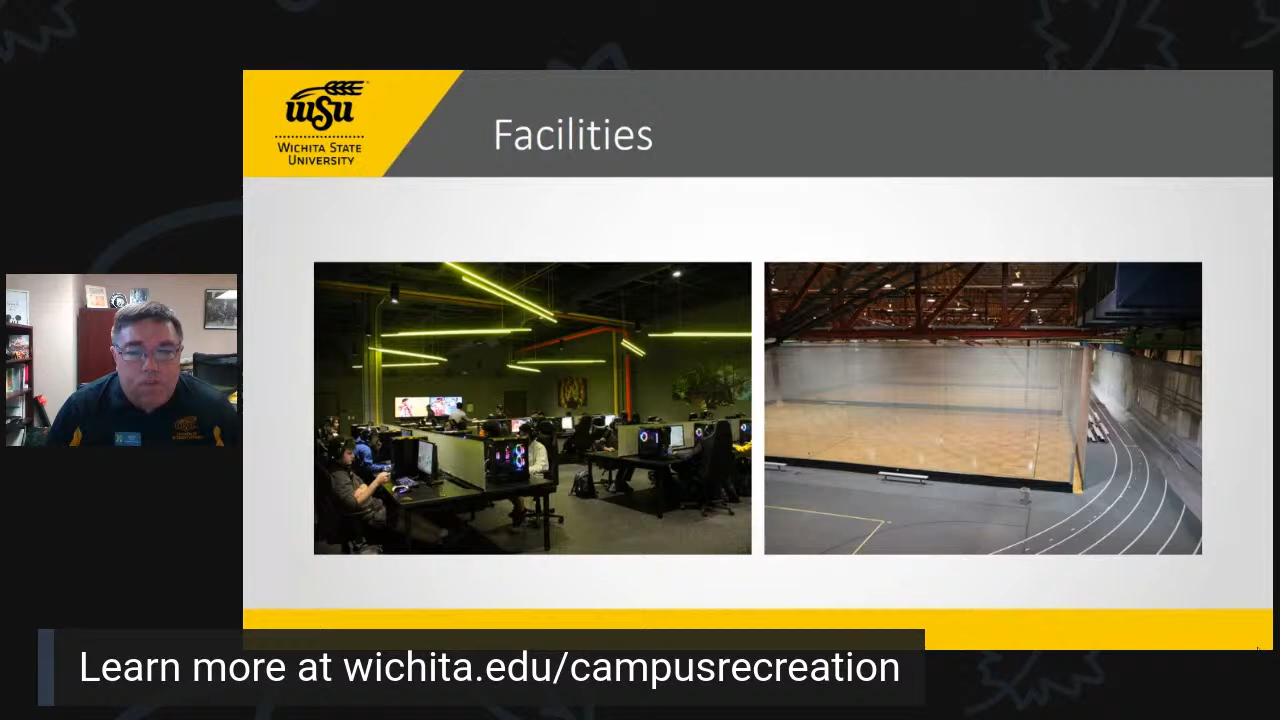 WSU
WICHITA STATE
UNIVERSITY
Facilities
Learn more at wichita.edu/campusrecreation